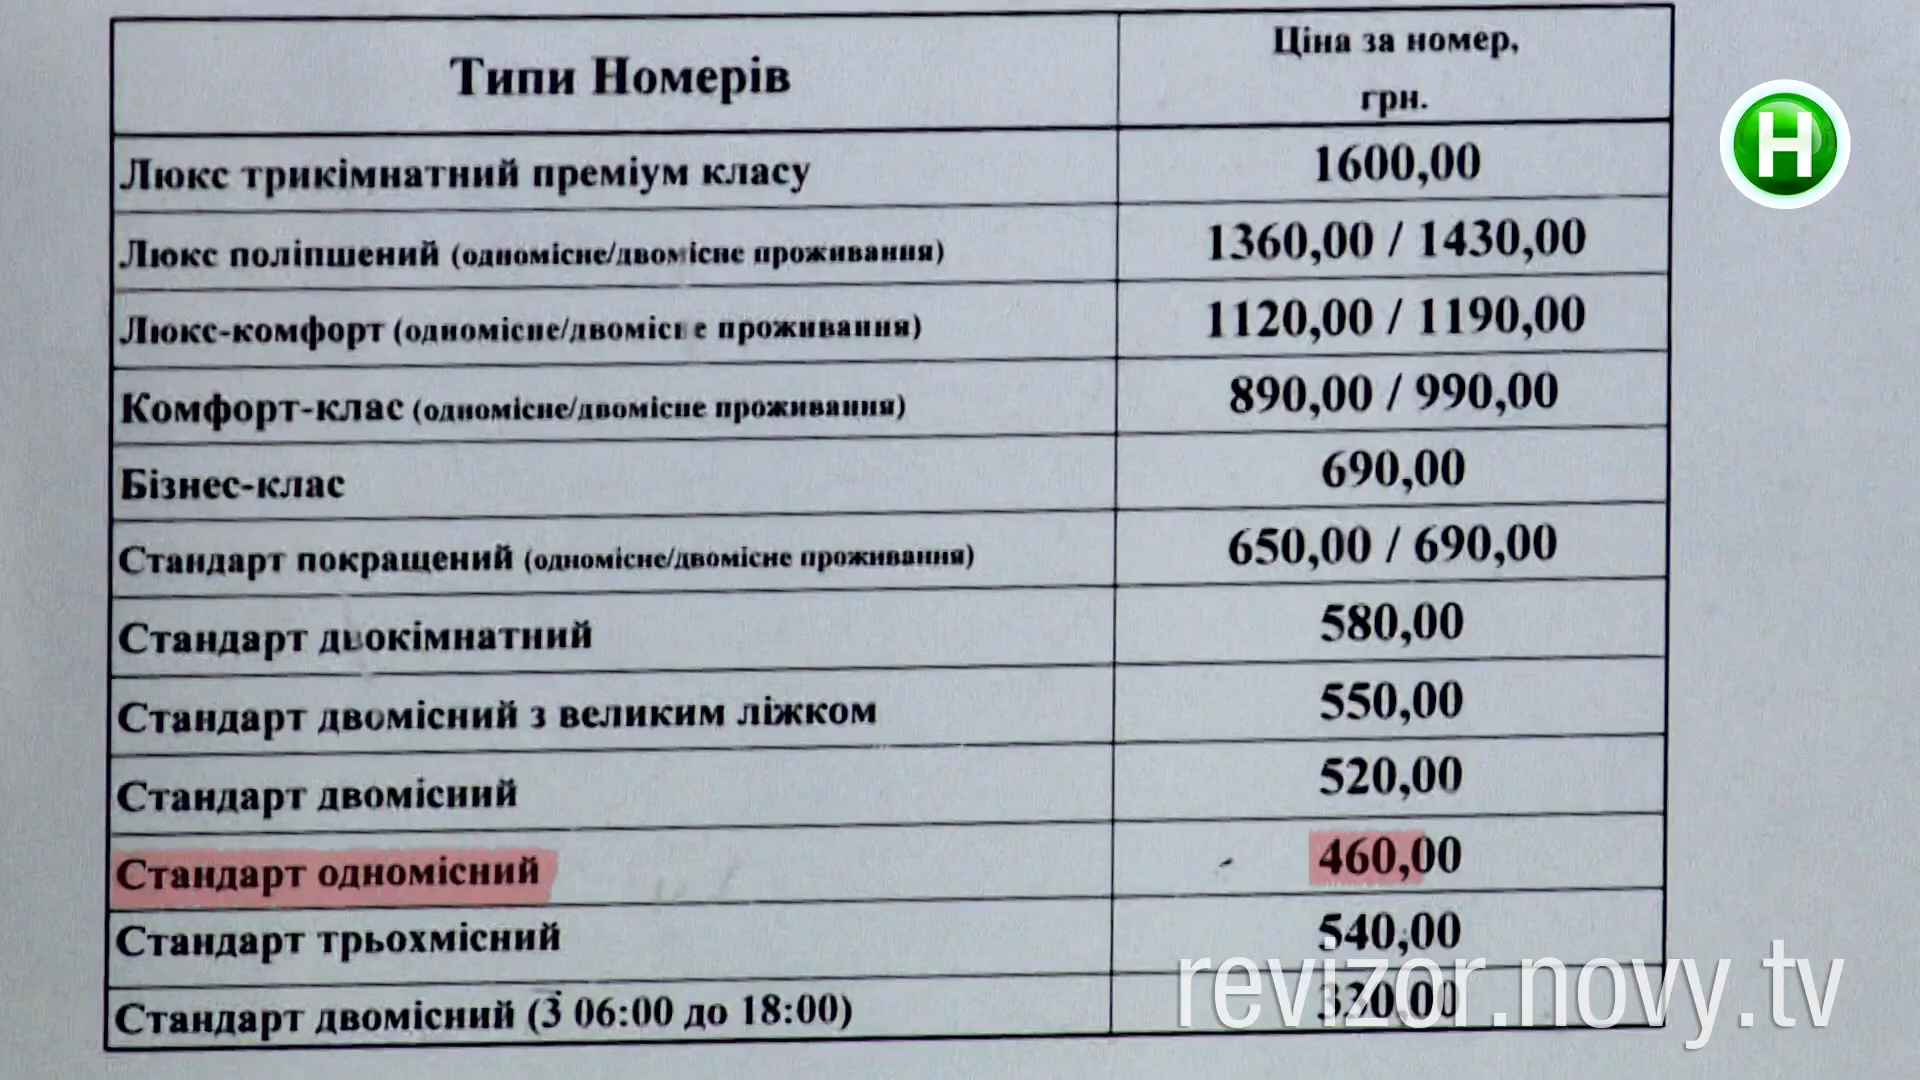 Типи Номерів
Ціна за номер,
грн.
Люкс трикімнатний преміум класу 1600,00
Люкс поліпшений (одномісне/двомісне проживання) 1360,00 / 1430,00
Люкс-комфорт (одномісне/двомісне проживання) 1120,00 / 1190,00
Комфорт-клас (одномісне/двомісне проживання) 890,00 / 990,00
Бізнес-клас 690,00
Стандарт покращений (одномісне/двомісне проживання) 650,00 / 690,00
Стандарт двокімнатний 580,00
Стандарт двомісний з великим ліжком 550,00
Стандарт двомісний 520,00
Стандарт одномісний 460,00
Стандарт трьохмісний 540,00
Стандарт двомісний (З 06:00 до 18:00) 330,00
Н
revizor.novy.tv